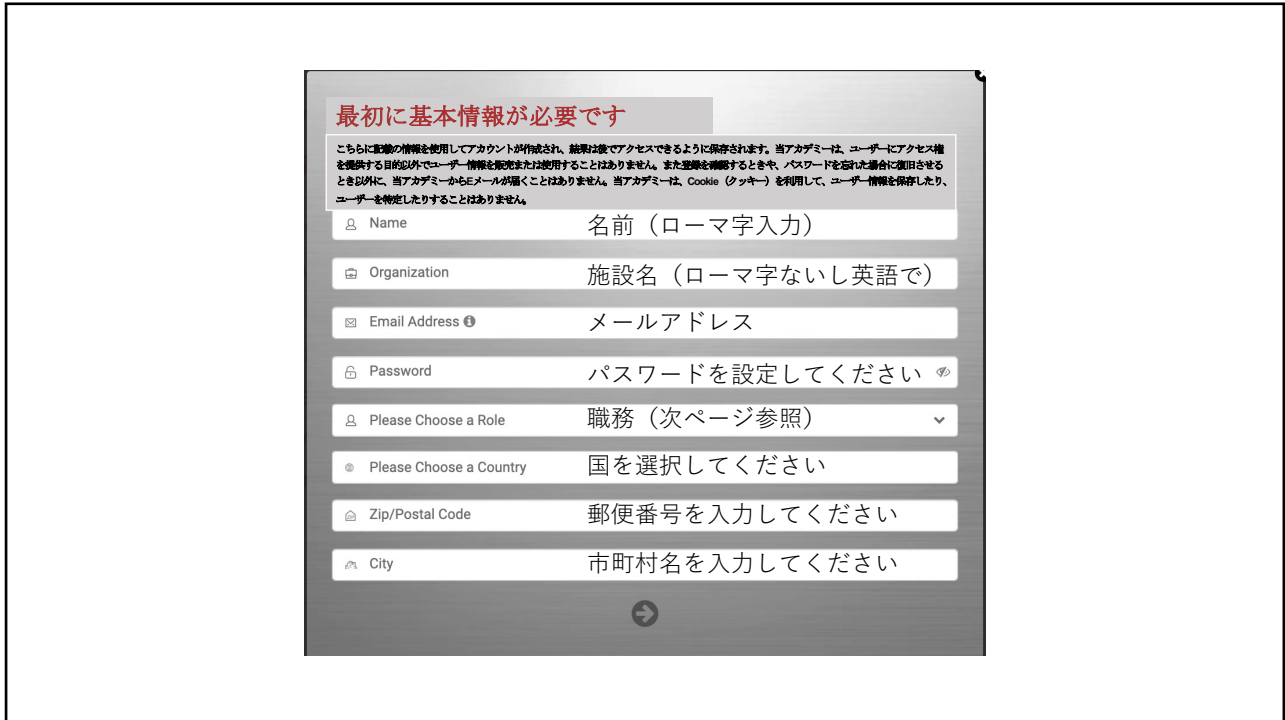 最初に基本情報が必要です
こちらに記載の情報を使用してアカウントが作成され、結果は後でアクセスできるように保存されます。当アカデミーは、ユーザーにアクセス権
を提供する目的以外でユーザー情報を販売または使用することはありません。また登録を確認するときや、パスワードを忘れた場合に復旧させる
とき以外に、当アカデミーからEメールが届くことはありません。当アカデミーは、Cookie（クッキー）を利用して、ユーザー情報を保存したり、
ユーザーを特定したりすることはありません。
Name 名前（ローマ字入力）
Organization 施設名（ローマ字ないし英語で）
Email Address メールアドレス
Password パスワードを設定してください
Please Choose a Role 職務（次ページ参照）
Please Choose a Country 国を選択してください
Zip/Postal Code 郵便番号を入力してください
City 市町村名を入力してください